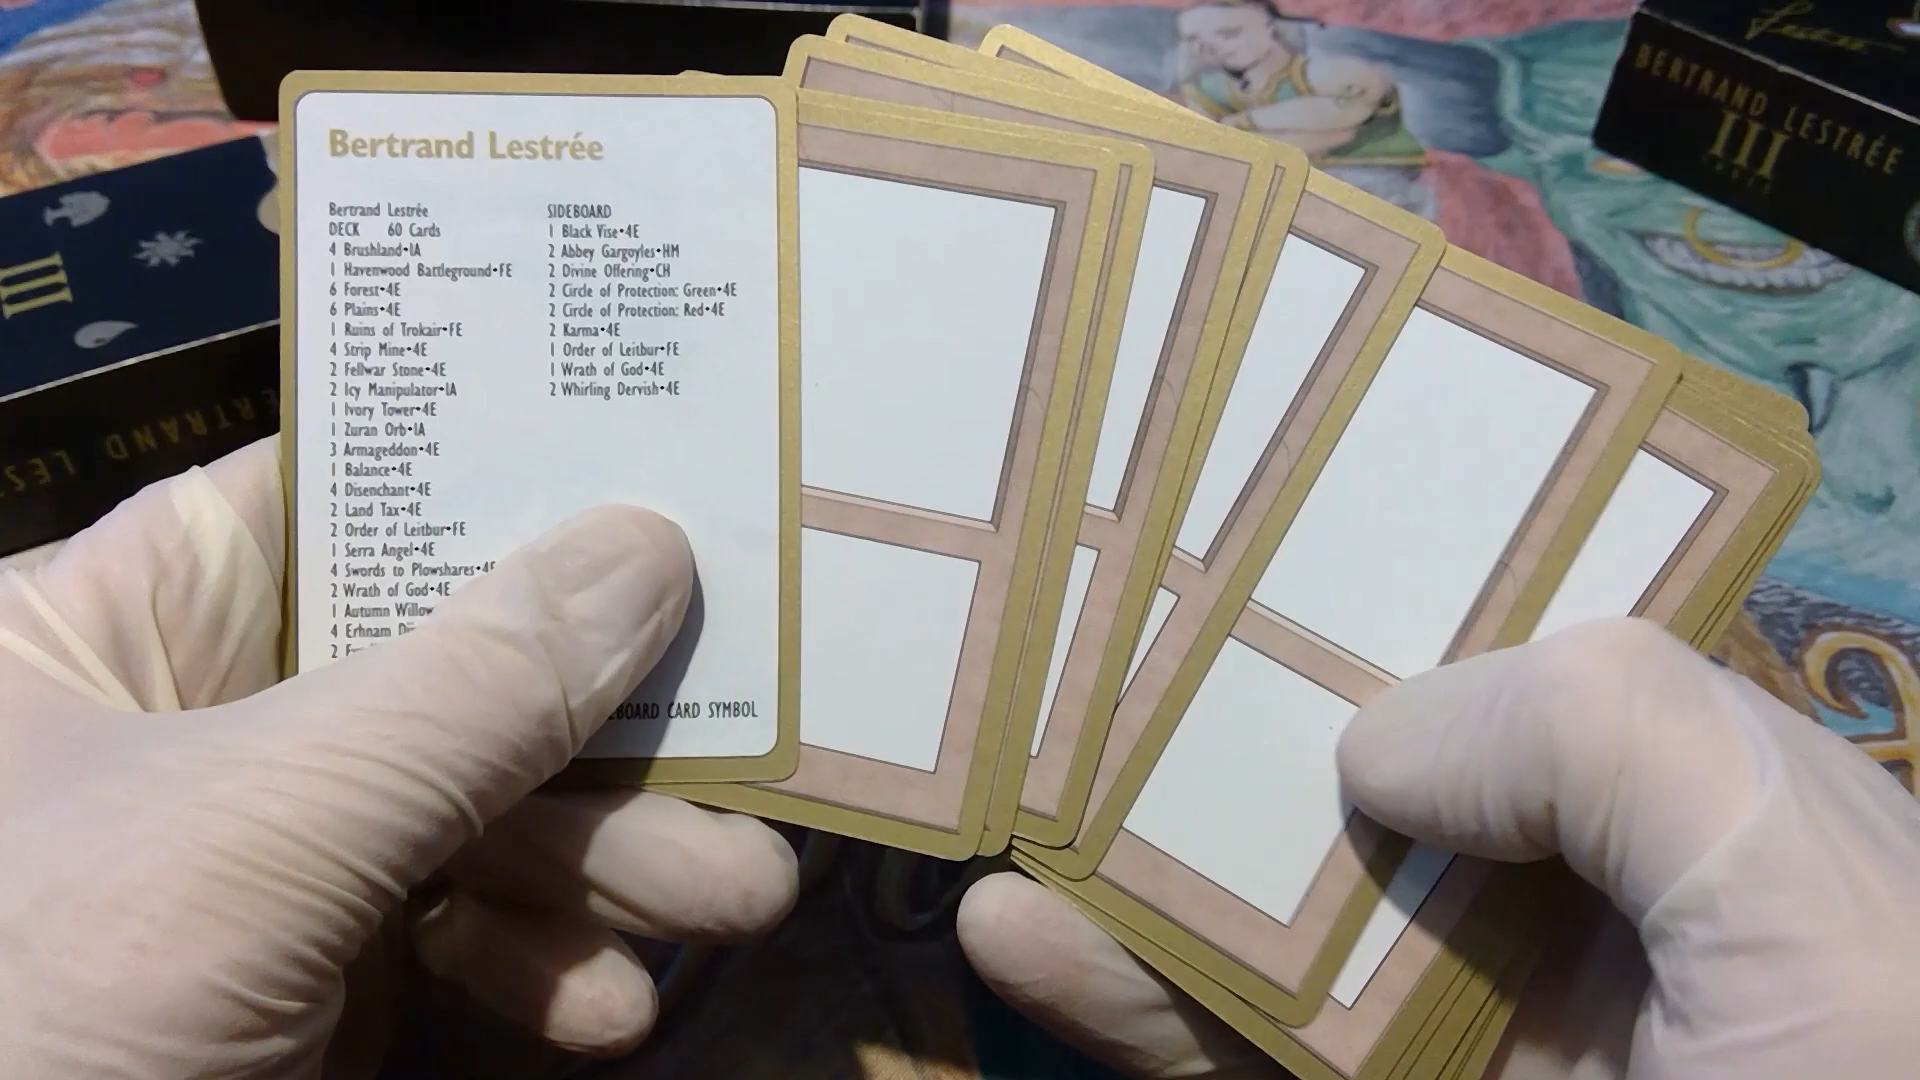 Bertrand Lestrée
Bertrand Lestrée
DECK 60 Cards
4 Brushland•IA
1 Havenwood Battleground•FE
6 Forest•4E
6 Plains•4E
1 Ruins of Trokair•FE
4 Strip Mine•4E
2 Fellwar Stone•4E
2 Icy Manipulator•IA
1 Ivory Tower•4E
1 Zuran Orb•IA
3 Armageddon•4E
1 Balance•4E
4 Disenchant•4E
2 Land Tax•4E
2 Order of Leitbur•FE
1 Serra Angel•4E
4 Swords to Plowshares•4E
2 Wrath of God•4E
1 Autumn Willow
4 Erhnam
2
SIDEBOARD
1 Black Vise•4E
2 Abbey Gargoyles•HM
2 Divine Offering•CH
2 Circle of Protection: Green•4E
2 Circle of Protection: Red•4E
2 Karma•4E
1 Order of Leitbur•FE
1 Wrath of God•4E
2 Whirling Dervish•4E
EBOARD CARD SYMBOL
BERTRAND LESTRÉE
III
III
ERTRAND LES